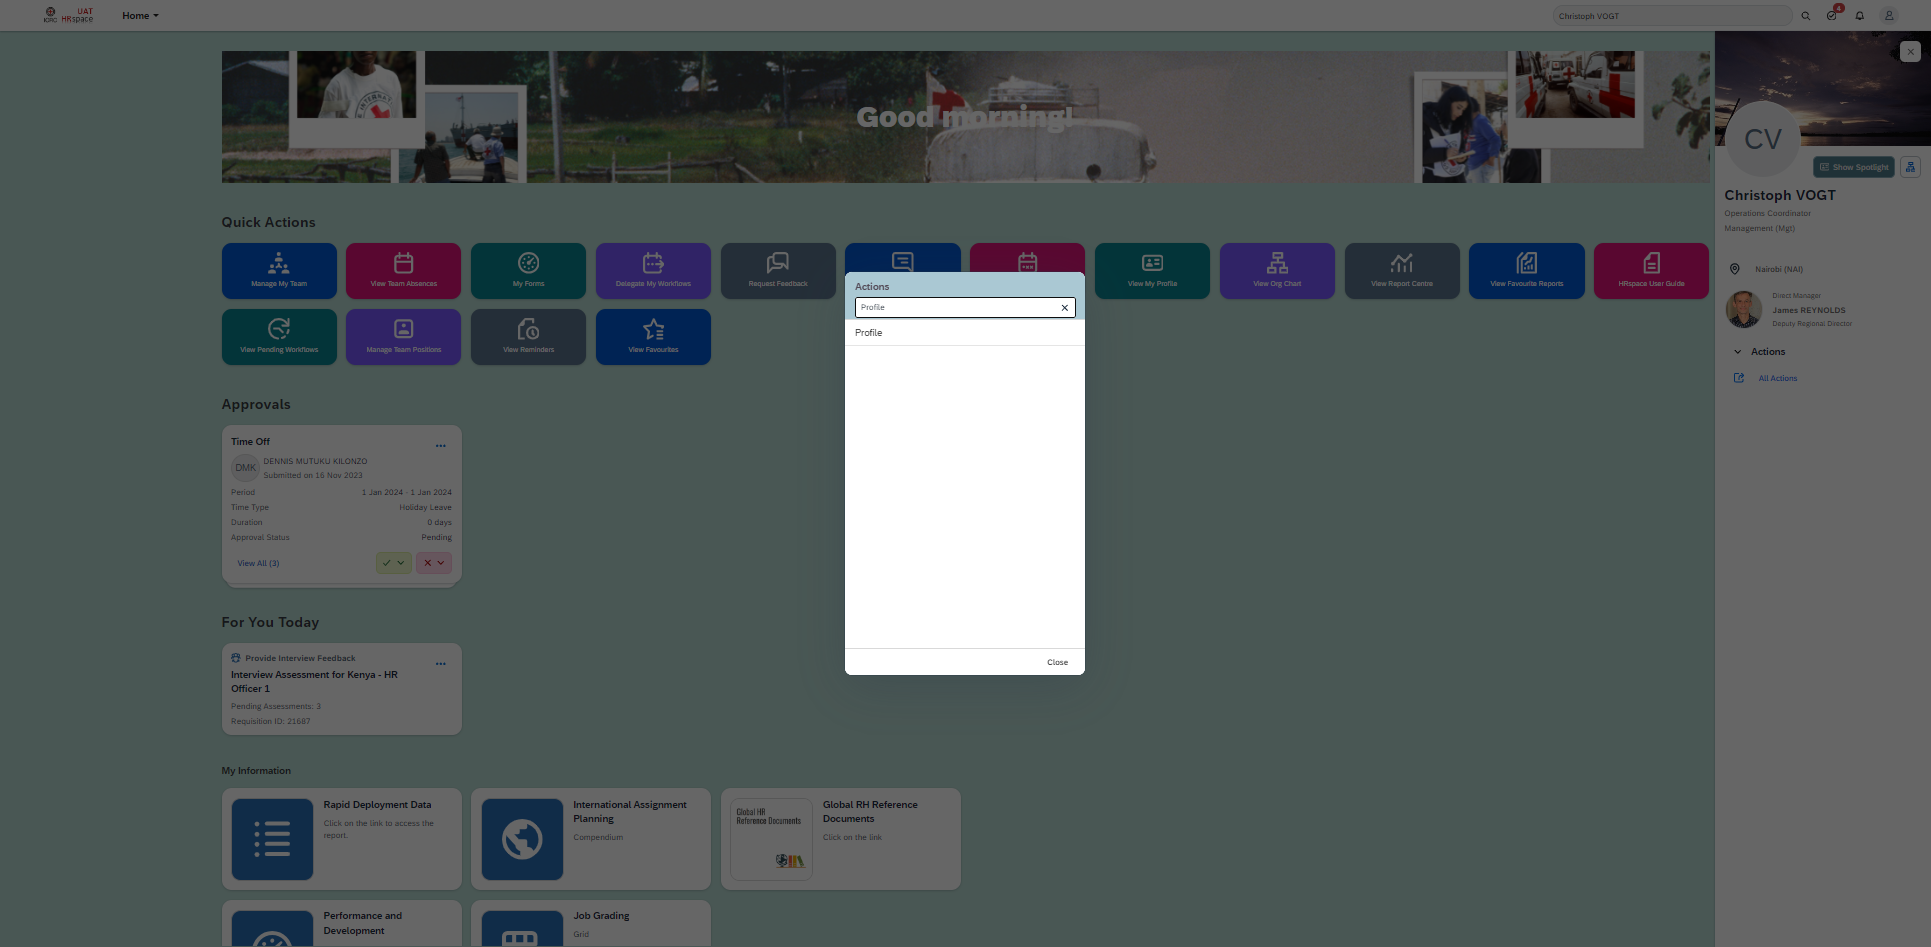 ICRC
UAT
HRspace
Home
Christoph VOGT
4
Good morning!
Quick Actions
Manage My Team
View Team Absences
My Forms
Delegate My Workflows
Request Feedback
View My Profile
View Org Chart
View Report Centre
View Favourite Reports
HRspace User Guide
View Pending Workflows
Manage Team Positions
View Reminders
View Favourites
Approvals
Time Off
DMK
DENNIS MUTUKU KILONZO
Submitted on 16 Nov 2023
Period
1 Jan 2024 - 1 Jan 2024
Time Type
Holiday Leave
Duration
0 days
Approval Status
Pending
View All (3)
For You Today
Provide Interview Feedback
Interview Assessment for Kenya - HR
Officer 1
Pending Assessments: 3
Requisition ID: 21687
My Information
Rapid Deployment Data
Click on the link to access the
report.
International Assignment
Planning
Compendium
Global HR
Reference Documents
Global RH Reference
Documents
Click on the link
Performance and
Development
Job Grading
Grid
Actions
Profile
Profile
Close
CV
Show Spotlight
Christoph VOGT
Operations Coordinator
Management (Mgt)
Nairobi (NAI)
Direct Manager
James REYNOLDS
Deputy Regional Director
Actions
All Actions